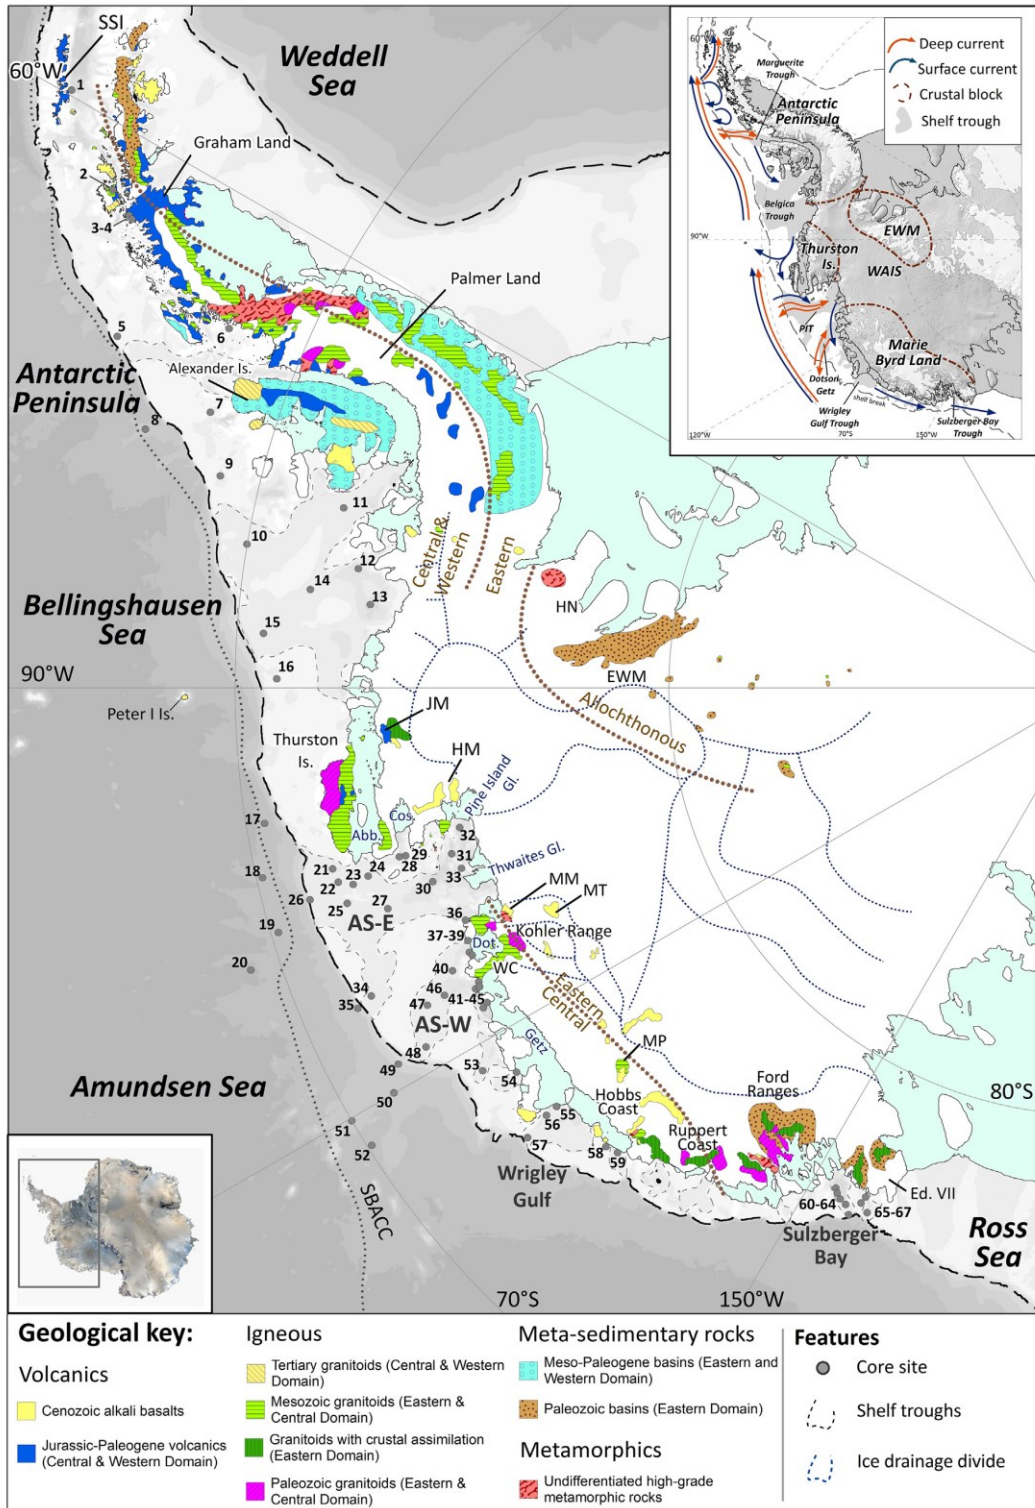 SSI
60°W
1
Weddell
Sea
Graham Land
2
3-4
Palmer Land
5
6
Alexander Is.
Antarctic
Peninsula
7
8
9
10
11
12
13
14
15
16
Central &
Western
Eastern
HN
EWM
Allochthonous
Bellingshausen
Sea
90°W
Peter I Is.
JM
Thurston
Is.
HM
Pine Island
Gl.
Cos.
Abb.
17
18
19
20
21
22
23
24
25
26
27
28
29
30
31
32
33
Thwaites Gl.
AS-E
MM
MT
36
37-39
Dot
Kohler Range
WC
40
46
41-45
47
34
35
AS-W
Eastern
Central
Getz
48
49
50
51
52
53
54
55
56
57
58
59
MP
Hobbs
Coast
Ford
Ranges
Ruppert
Coast
80°S
Amundsen Sea
SBACC
Wrigley
Gulf
60-64
65-67
Ed. VII
Sulzberger
Bay
Ross
Sea
70°S
150°W
60°W
Marguerite
Trough
Antarctic
Peninsula
Deep current
Surface current
Crustal block
Shelf trough
Belgica
Trough
90°W
EWM
Thurston
Is.
WAIS
PIT
Marie
Byrd Land
Dotson-
Getz
Wrigley
Gulf Trough
shelf break
Sulzberger Bay
Trough
120°W
70°S
150°W
Geological key:
Volcanics
Cenozoic alkali basalts
Jurassic-Paleogene volcanics
(Central & Western Domain)
Igneous
Tertiary granitoids (Central & Western
Domain)
Mesozoic granitoids (Eastern &
Central Domain)
Granitoids with crustal assimilation
(Eastern Domain)
Paleozoic granitoids (Eastern &
Central Domain)
Meta-sedimentary rocks
Meso-Paleogene basins (Eastern and
Western Domain)
Paleozoic basins (Eastern Domain)
Metamorphics
Undifferentiated high-grade
metamorphic rocks
Features
Core site
Shelf troughs
Ice drainage divide